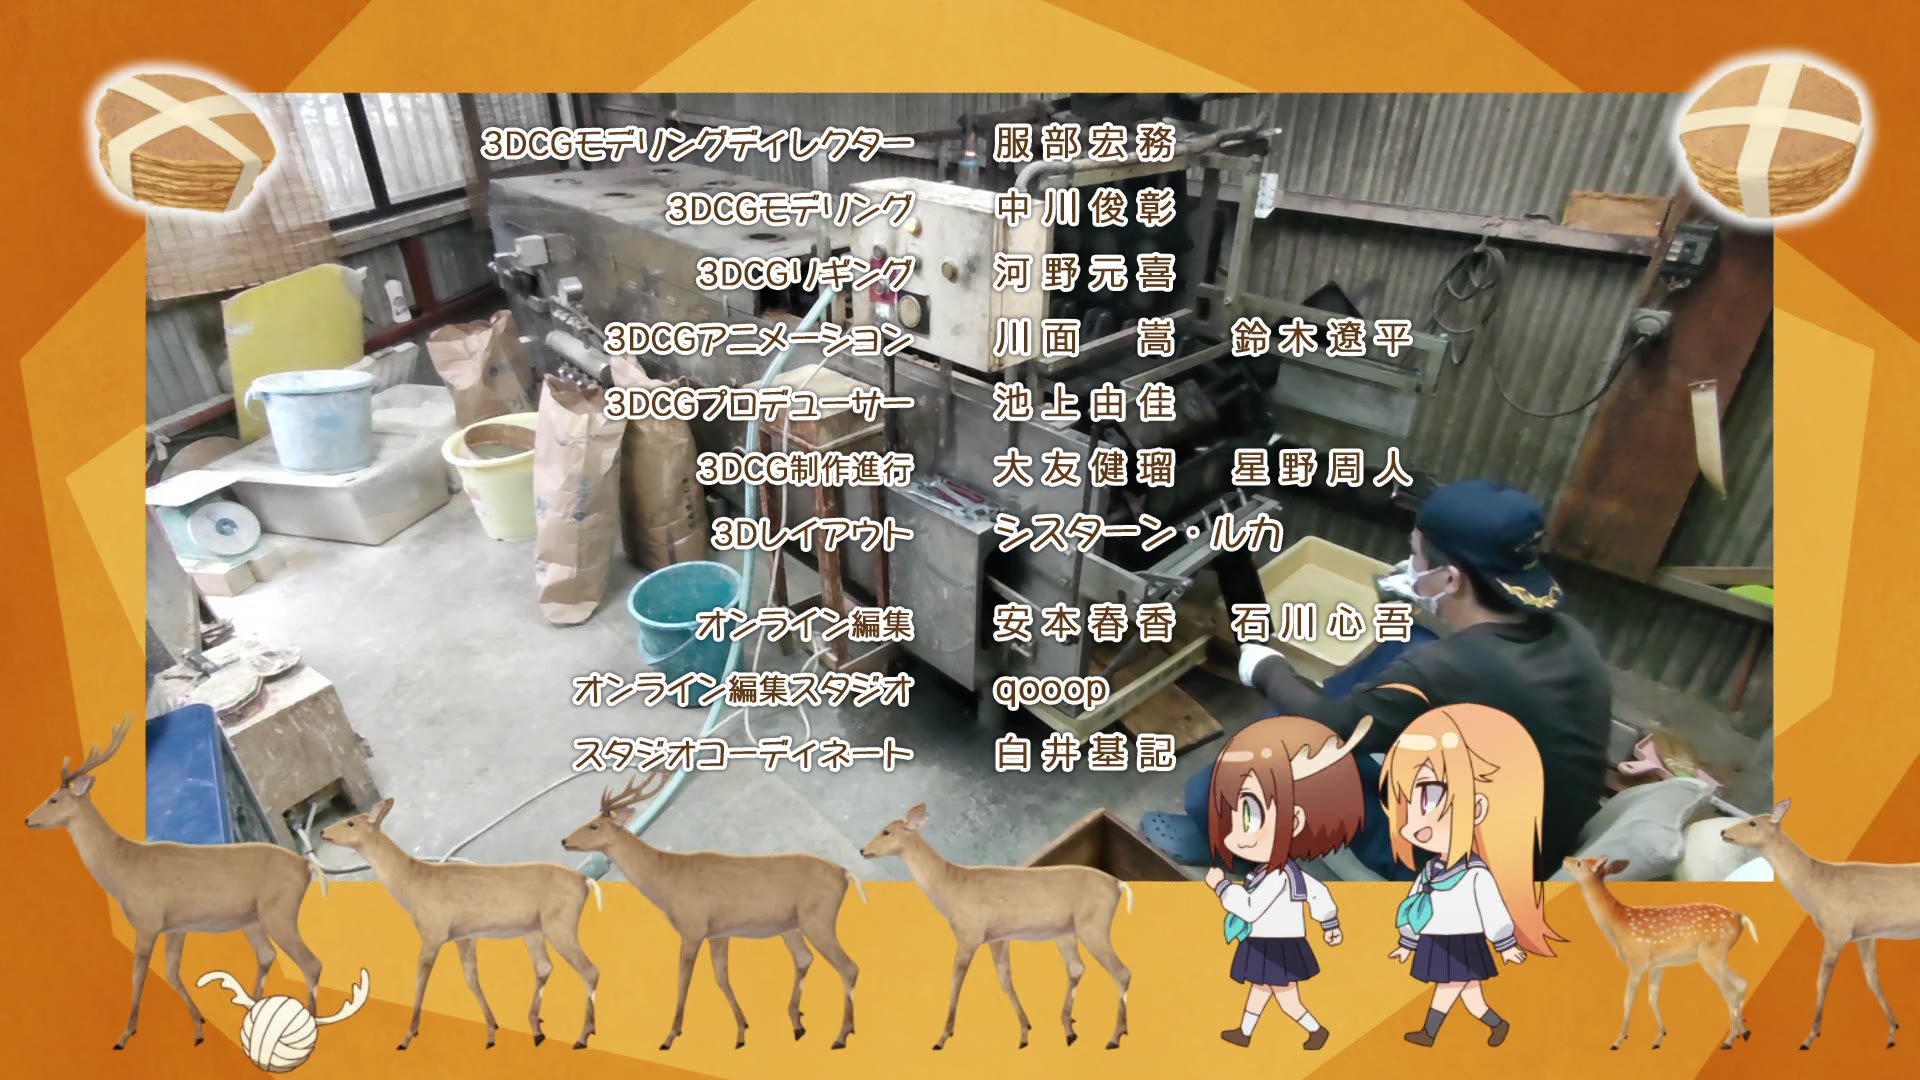 3DCGモデリングディレクター 服部宏務
3DCGモデリング 中川俊彰
3DCGリギング 河野元喜
3DCGアニメーション 川面 嵩 鈴木遼平
3DCGプロデューサー 池上由佳
3DCG制作進行 大友健瑠 星野周人
3Dレイアウト シスターン・ルカ
オンライン編集 安本春香 石川心吾
オンライン編集スタジオ qooop
スタジオコーディネート 白井基記